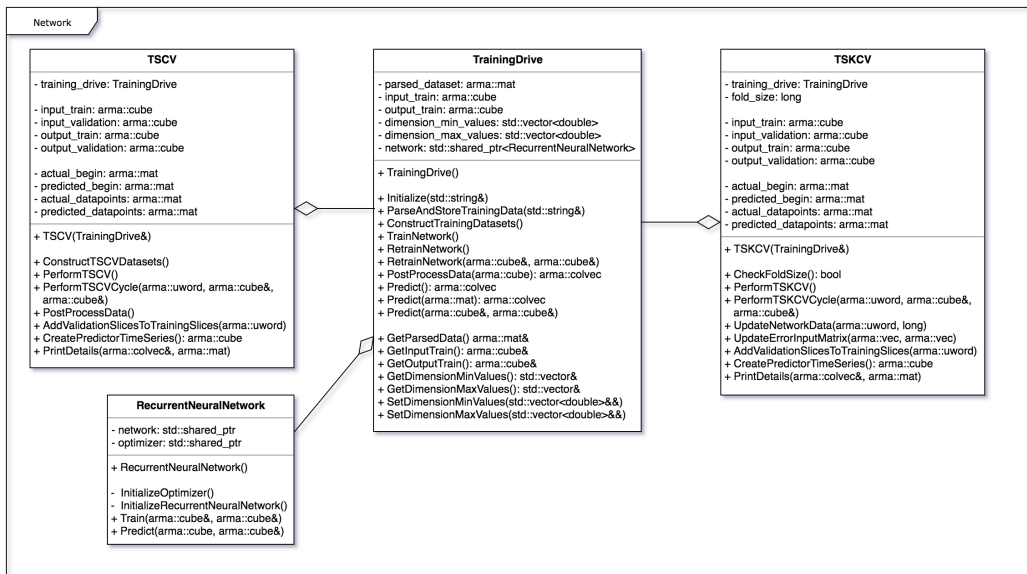 Network
TSCV
- training_drive: TrainingDrive
- input_train: arma::cube
- input_validation: arma::cube
- output_train: arma::cube
- output_validation: arma::cube
- actual_begin: arma::mat
- predicted_begin: arma::mat
- actual_datapoints: arma::mat
- predicted_datapoints: arma::mat
+ TSCV(TrainingDrive&)
+ ConstructTSCVDatasets()
+ PerformTSCV()
+ PerformTSCVCycle(arma::uword, arma::cube&,
arma::cube&)
+ PostProcessData()
+ AddValidationSlicesToTrainingSlices(arma::uword)
+ CreatePredictorTimeSeries(): arma::cube
+ PrintDetails(arma::colvec&, arma::mat)
TrainingDrive
- parsed_dataset: arma::mat
- input_train: arma::cube
- output_train: arma::cube
- dimension_min_values: std::vector<double>
- dimension_max_values: std::vector<double>
- network: std::shared_ptr<RecurrentNeuralNetwork>
+ TrainingDrive()
+ Initialize(std::string&)
+ ParseAndStoreTrainingData(std::string&)
+ ConstructTrainingDatasets()
+ TrainNetwork()
+ RetrainNetwork()
+ RetrainNetwork(arma::cube&, arma::cube&)
+ PostProcessData(arma::cube): arma::colvec
+ Predict(): arma::colvec
+ Predict(arma::mat): arma::colvec
+ Predict(arma::cube&, arma::cube&)
+ GetParsedData() arma::mat&
+ GetInputTrain(): arma::cube&
+ GetOutputTrain(): arma::cube&
+ GetDimensionMinValues(): std::vector&
+ GetDimensionMaxValues(): std::vector&
+ SetDimensionMinValues(std::vector<double>&&)
+ SetDimensionMaxValues(std::vector<double>&&)
TSKCV
- training_drive: TrainingDrive
- fold_size: long
- input_train: arma::cube
- input_validation: arma::cube
- output_train: arma::cube
- output_validation: arma::cube
- actual_begin: arma::mat
- predicted_begin: arma::mat
- actual_datapoints: arma::mat
- predicted_datapoints: arma::mat
+ TSKCV(TrainingDrive&)
+ CheckFoldSize(): bool
+ PerformTSKCV()
+ PerformTSKCVCycle(arma::uword, arma::cube&,
arma::cube&)
+ UpdateNetworkData(arma::uword, long)
+ UpdateErrorInputMatrix(arma::vec, arma::vec)
+ AddValidationSlicesToTrainingSlices(arma::uword)
+ CreatePredictorTimeSeries(): arma::cube
+ PrintDetails(arma::colvec&, arma::mat)
RecurrentNeuralNetwork
- network: std::shared_ptr
- optimizer: std::shared_ptr
+ RecurrentNeuralNetwork()
- InitializeOptimizer()
- InitializeRecurrentNeuralNetwork()
+ Train(arma::cube&, arma::cube&)
+ Predict(arma::cube, arma::cube&)